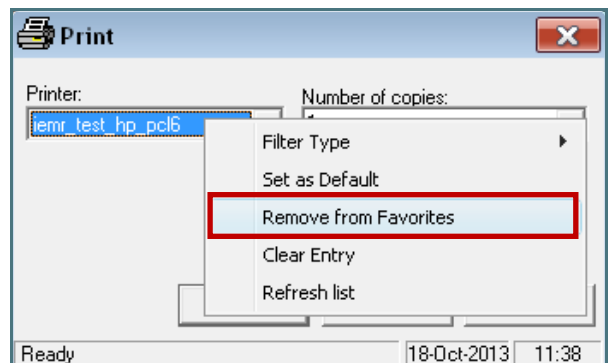 Print
Printer: Number of copies:
iemr_test_hp_pcl6
Filter Type
Set as Default
Remove from Favorites
Clear Entry
Refresh list
Ready 18-Oct-2013 11:38